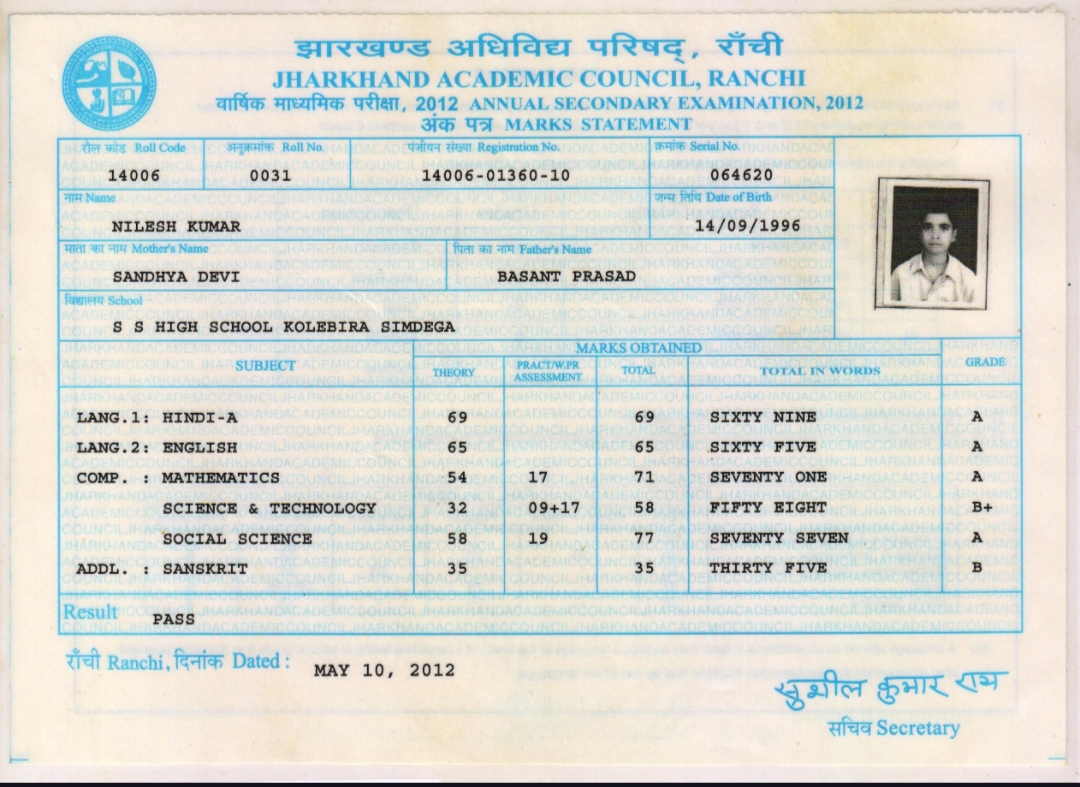 झारखण्ड अधिविद्य परिषद्, राँची
JHARKHAND ACADEMIC COUNCIL, RANCHI
वार्षिक माध्यमिक परीक्षा, 2012 ANNUAL SECONDARY EXAMINATION, 2012
अंक पत्र MARKS STATEMENT
रौल कोड Roll Code अनुक्रमांक Roll No. पंजीयन संख्या Registration No. क्रमांक Serial No.
14006 0031 14006-01360-10 064620
नाम Name जन्म तिथि Date of Birth
NILESH KUMAR 14/09/1996
माता का नाम Mother's Name पिता का नाम Father's Name
SANDHYA DEVI BASANT PRASAD
विद्यालय School
S S HIGH SCHOOL KOLEBIRA SIMDEGA
MARKS OBTAINED
SUBJECT THEORY PRACT/W.PR ASSESSMENT TOTAL TOTAL IN WORDS GRADE
LANG.1: HINDI-A 69 69 SIXTY NINE A
LANG.2: ENGLISH 65 65 SIXTY FIVE A
COMP. : MATHEMATICS 54 17 71 SEVENTY ONE A
SCIENCE & TECHNOLOGY 32 09+17 58 FIFTY EIGHT B+
SOCIAL SCIENCE 58 19 77 SEVENTY SEVEN A
ADDL. : SANSKRIT 35 35 THIRTY FIVE B
Result PASS
राँची Ranchi, दिनांक Dated : MAY 10, 2012
सुशील कुमार राय
सचिव Secretary